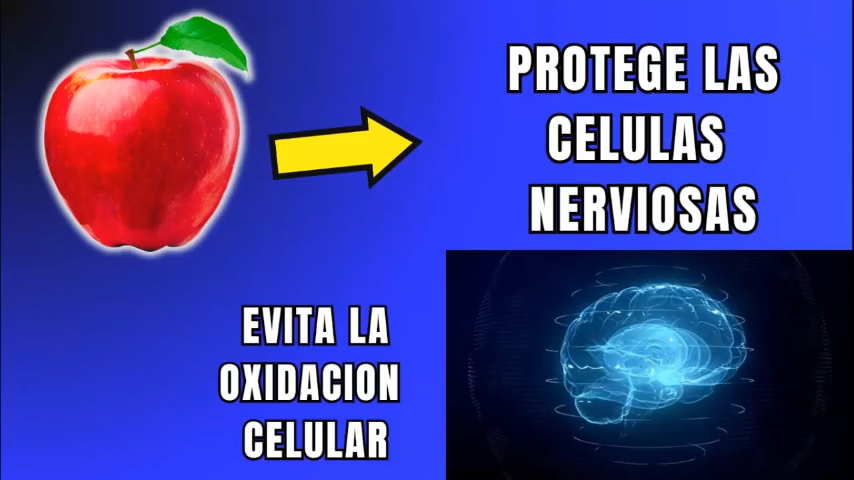 PROTEGE LAS
CELULAS
NERVIOSAS
EVITA LA
OXIDACION
CELULAR